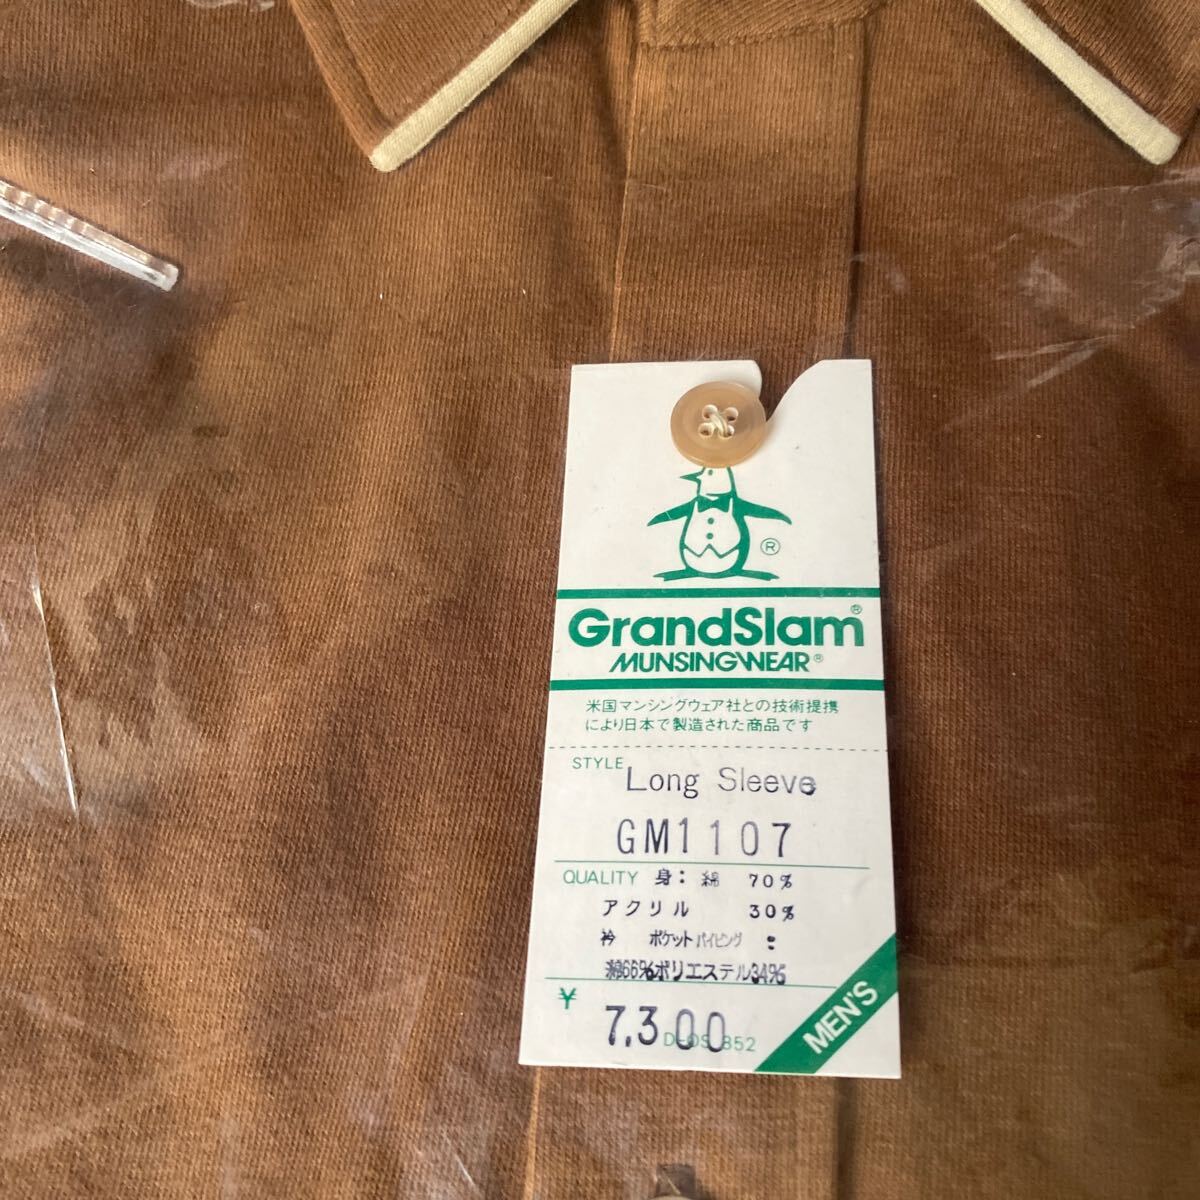 ®
GrandSlam®
MUNSINGWEAR®
米国マンシングウェア社との技術提携
により日本で製造された商品です
STYLE Long Sleeve
GM1107
QUALITY 身: 綿 70%
アクリル 30%
衿 ポケットパイピング :
綿66%ポリエステル34%
¥ 7,300
D-OS 852
MEN'S